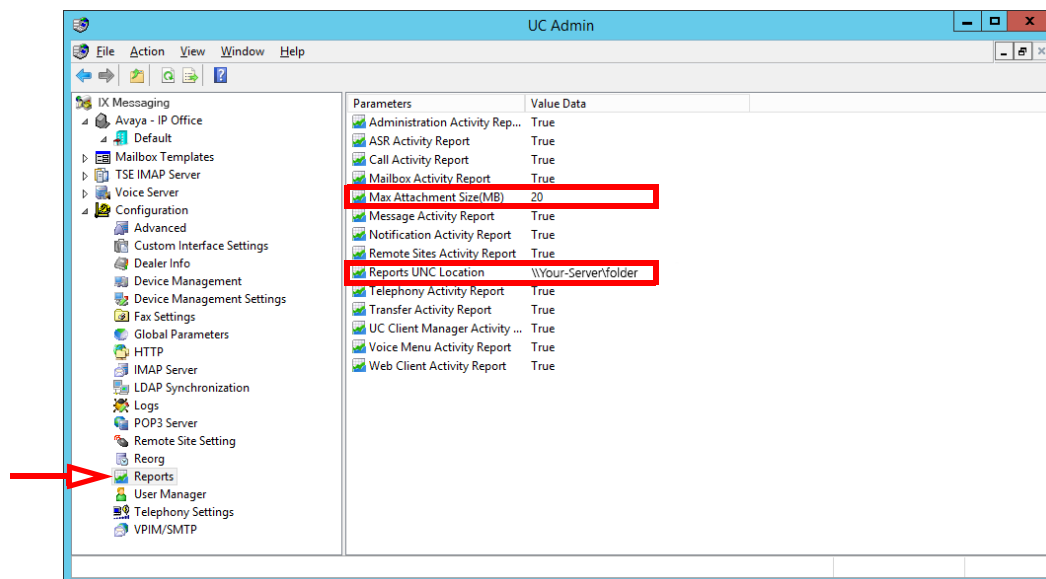 UC Admin
File Action View Window Help
IX Messaging
Avaya - IP Office
Default
Mailbox Templates
TSE IMAP Server
Voice Server
Configuration
Advanced
Custom Interface Settings
Dealer Info
Device Management
Device Management Settings
Fax Settings
Global Parameters
HTTP
IMAP Server
LDAP Synchronization
Logs
POP3 Server
Remote Site Setting
Reorg
Reports
User Manager
Telephony Settings
VPIM/SMTP
Parameters Value Data
Administration Activity Rep... True
ASR Activity Report True
Call Activity Report True
Mailbox Activity Report True
Max Attachment Size(MB) 20
Message Activity Report True
Notification Activity Report True
Remote Sites Activity Report True
Reports UNC Location \\Your-Server\folder
Telephony Activity Report True
Transfer Activity Report True
UC Client Manager Activity ... True
Voice Menu Activity Report True
Web Client Activity Report True